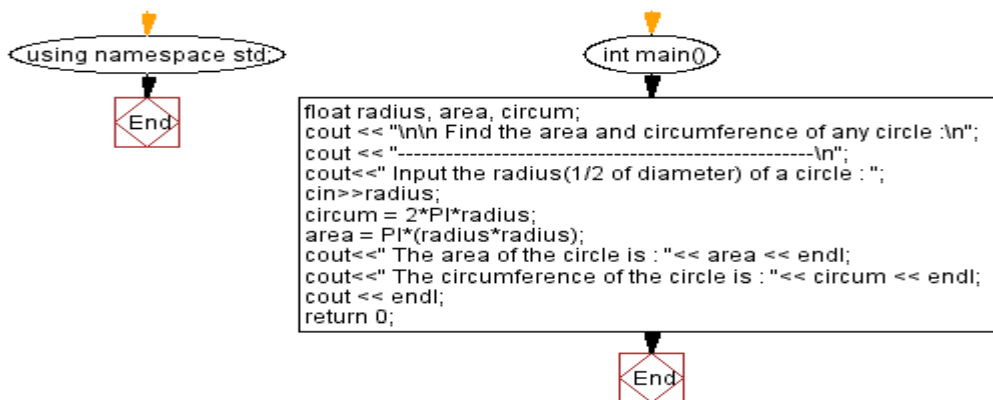 using namespace std;
End
int main()
float radius, area, circum;
cout << "\n\n Find the area and circumference of any circle :\n";
cout << "----------------------------------------------------\n";
cout<<" Input the radius(1/2 of diameter) of a circle : ";
cin>>radius;
circum = 2*PI*radius;
area = PI*(radius*radius);
cout<<" The area of the circle is : "<< area << endl;
cout<<" The circumference of the circle is : "<< circum << endl;
cout << endl;
return 0;
End